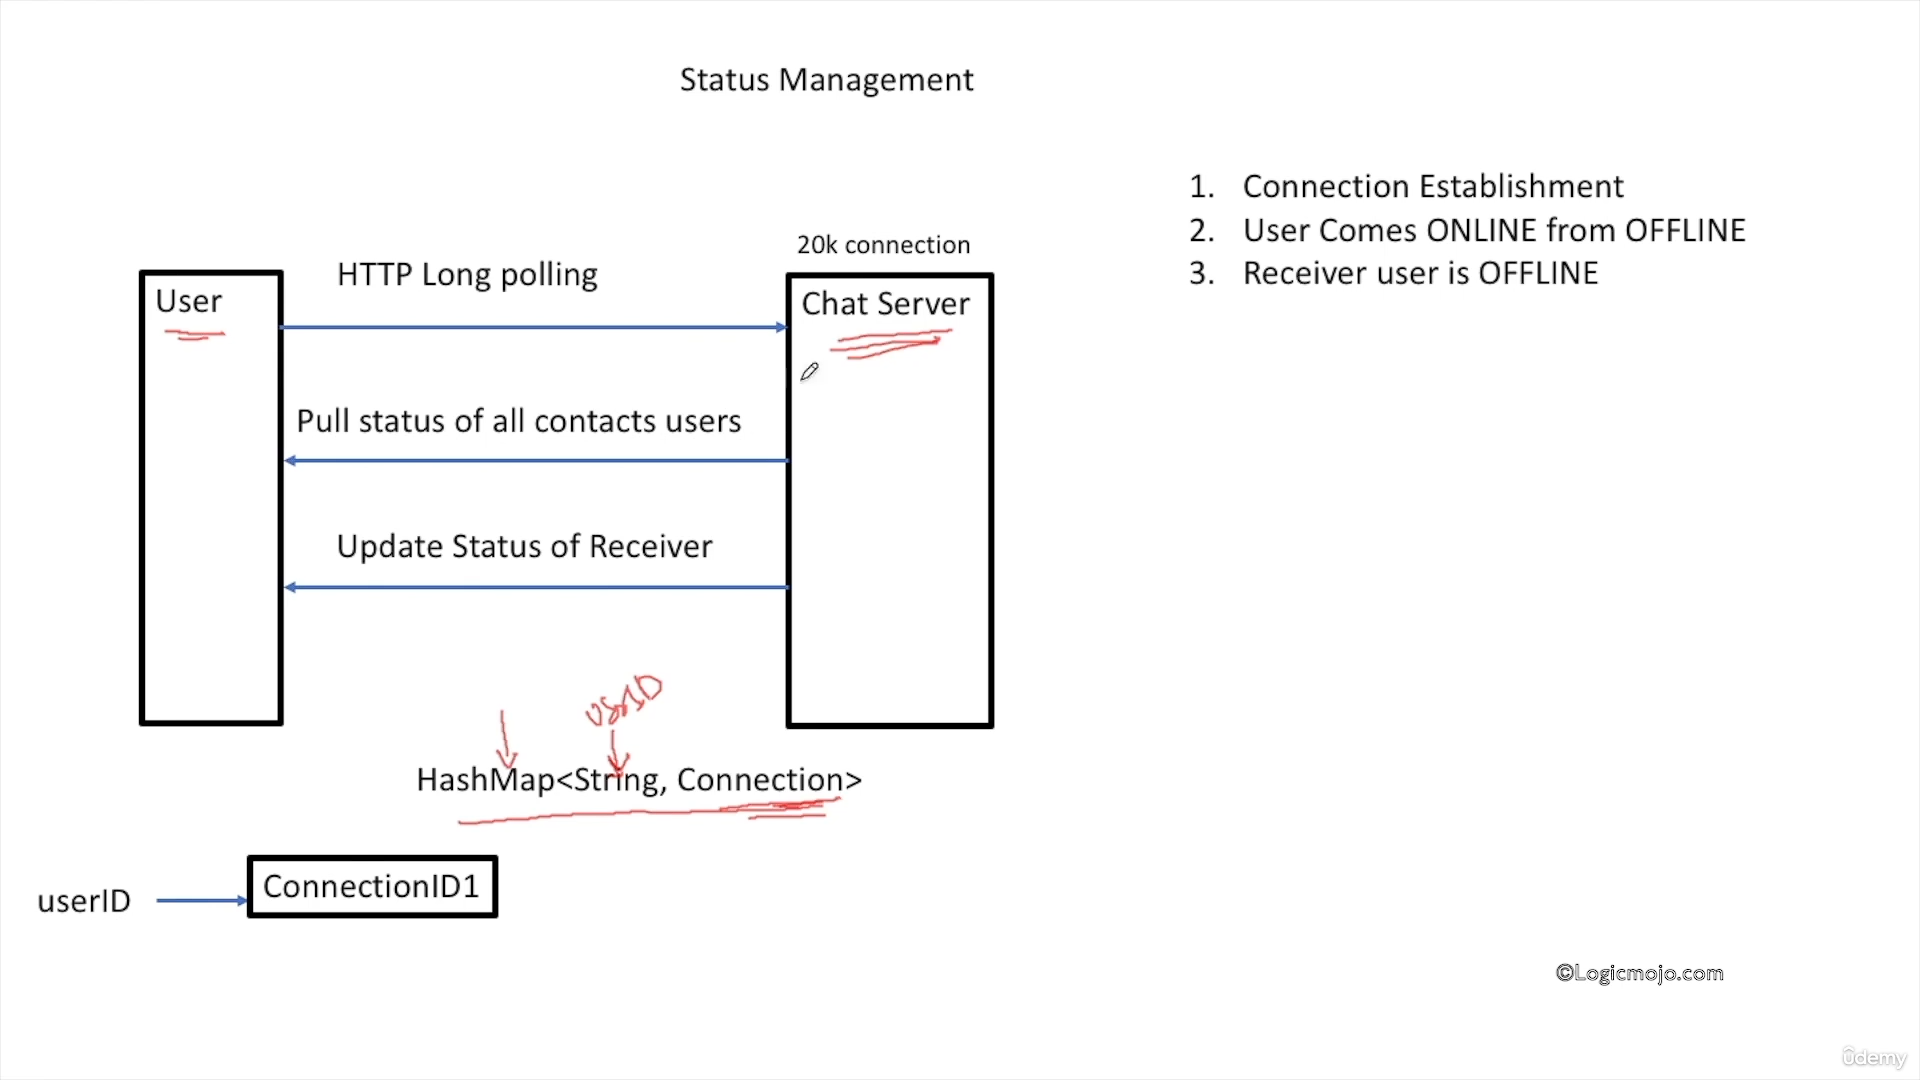 Status Management
1. Connection Establishment
2. User Comes ONLINE from OFFLINE
3. Receiver user is OFFLINE
20k connection
HTTP Long polling
User
Chat Server
Pull status of all contacts users
Update Status of Receiver
HashMap<String, Connection>
ConnectionID1
userID
©Logicmojo.com
ûdemy